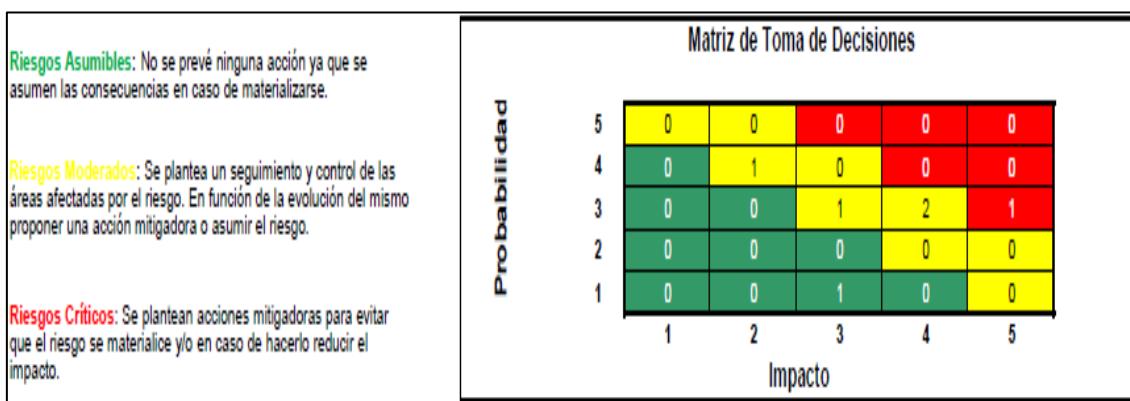 Riesgos Asumibles: No se prevé ninguna acción ya que se
asumen las consecuencias en caso de materializarse.
Riesgos Moderados: Se plantea un seguimiento y control de las
áreas afectadas por el riesgo. En función de la evolución del mismo
proponer una acción mitigadora o asumir el riesgo.
Riesgos Críticos: Se plantean acciones mitigadoras para evitar
que el riesgo se materialice y/o en caso de hacerlo reducir el
impacto.
Matriz de Toma de Decisiones
Probabilidad
5 0 0 0 0 0
4 0 1 0 0 0
3 0 0 1 2 1
2 0 0 0 0 0
1 0 0 1 0 0
1 2 3 4 5
Impacto